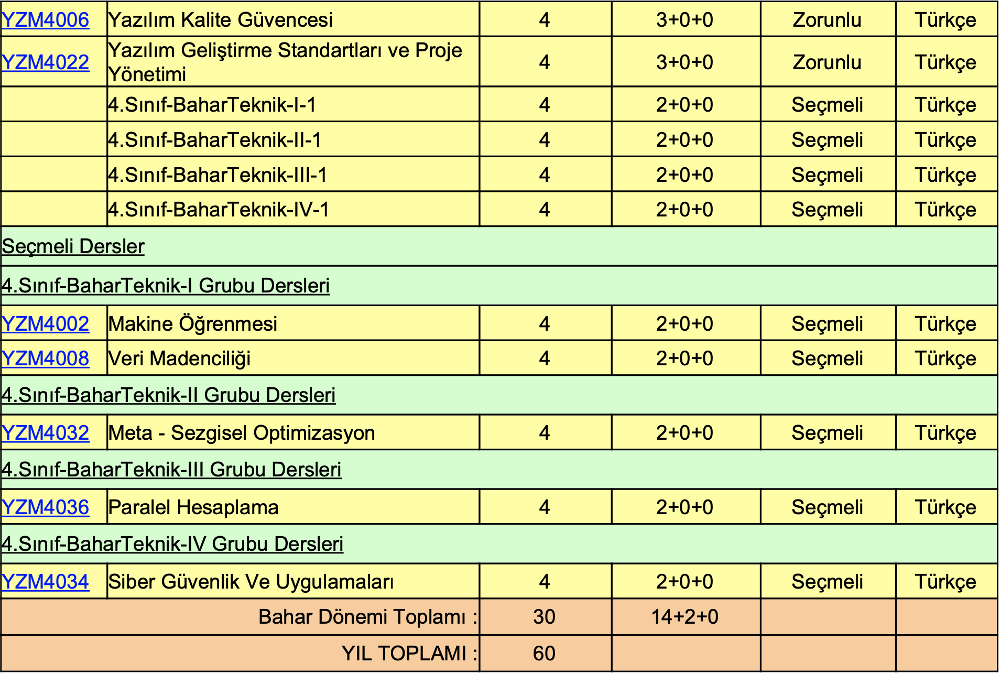 YZM4006 Yazılım Kalite Güvencesi 4 3+0+0 Zorunlu Türkçe
YZM4022 Yazılım Geliştirme Standartları ve Proje
Yönetimi 4 3+0+0 Zorunlu Türkçe
4.Sınıf-BaharTeknik-I-1 4 2+0+0 Seçmeli Türkçe
4.Sınıf-BaharTeknik-II-1 4 2+0+0 Seçmeli Türkçe
4.Sınıf-BaharTeknik-III-1 4 2+0+0 Seçmeli Türkçe
4.Sınıf-BaharTeknik-IV-1 4 2+0+0 Seçmeli Türkçe
Seçmeli Dersler
4.Sınıf-BaharTeknik-I Grubu Dersleri
YZM4002 Makine Öğrenmesi 4 2+0+0 Seçmeli Türkçe
YZM4008 Veri Madenciliği 4 2+0+0 Seçmeli Türkçe
4.Sınıf-BaharTeknik-II Grubu Dersleri
YZM4032 Meta - Sezgisel Optimizasyon 4 2+0+0 Seçmeli Türkçe
4.Sınıf-BaharTeknik-III Grubu Dersleri
YZM4036 Paralel Hesaplama 4 2+0+0 Seçmeli Türkçe
4.Sınıf-BaharTeknik-IV Grubu Dersleri
YZM4034 Siber Güvenlik Ve Uygulamaları 4 2+0+0 Seçmeli Türkçe
Bahar Dönemi Toplamı : 30 14+2+0
YIL TOPLAMI : 60